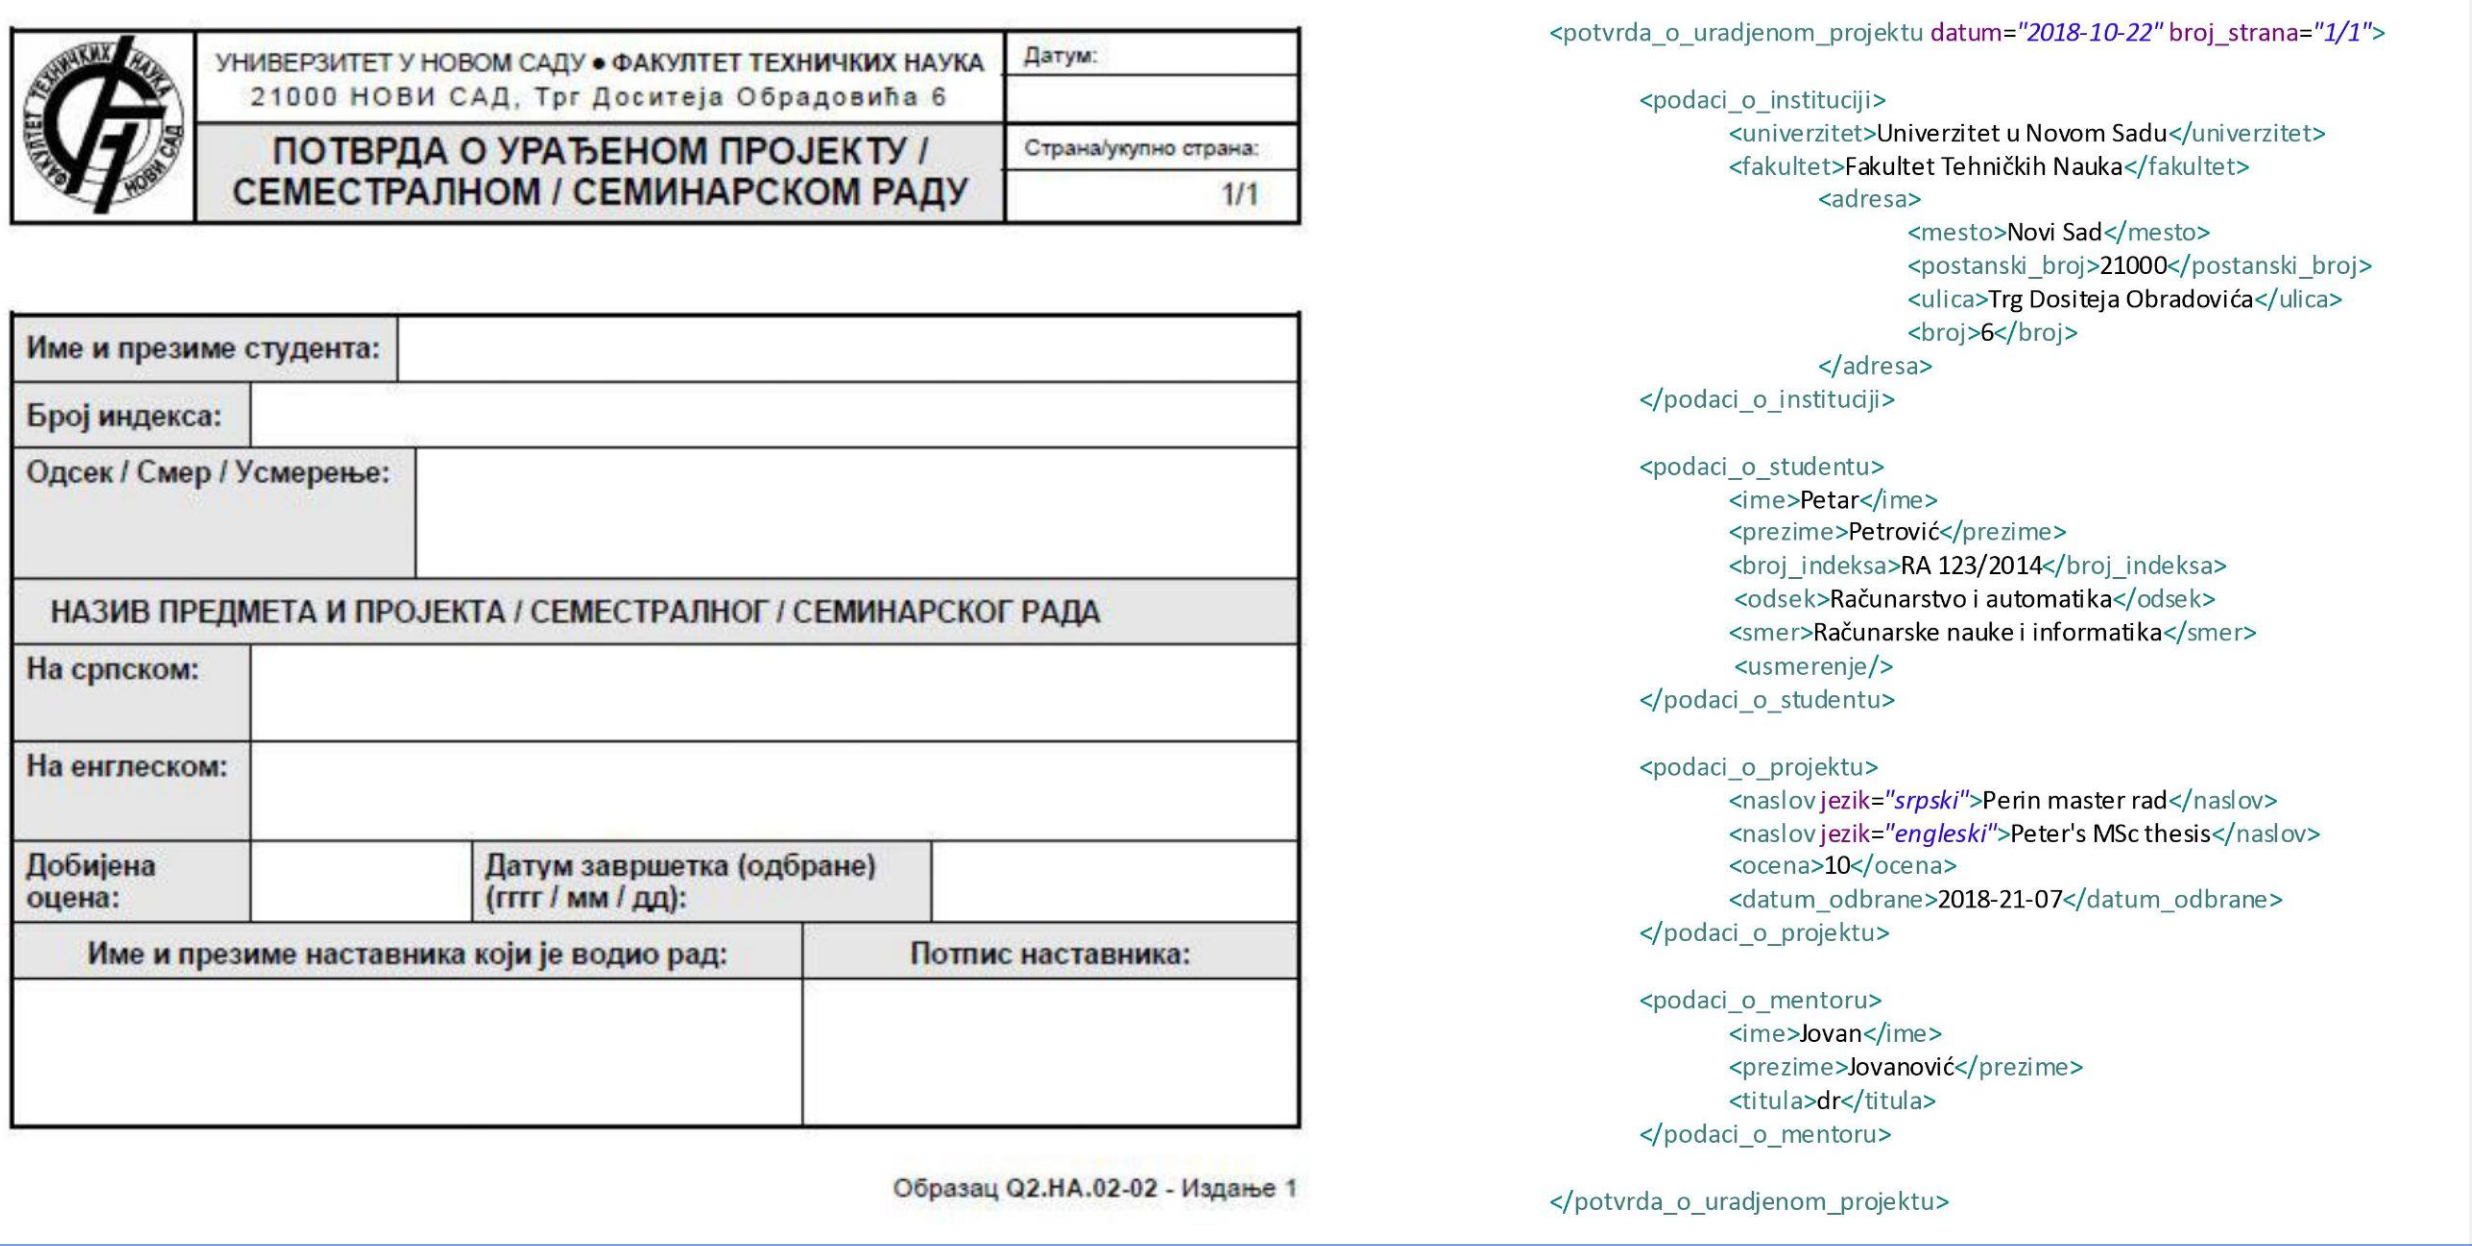 ФАКУЛТЕТ ТЕХНИЧКИХ НАУКА
НОВИ САД
УНИВЕРЗИТЕТ У НОВОМ САДУ ● ФАКУЛТЕТ ТЕХНИЧКИХ НАУКА
21000 НОВИ САД, Трг Доситеја Обрадовића 6
ПОТВРДА О УРАЂЕНОМ ПРОЈЕКТУ /
СЕМЕСТРАЛНОМ / СЕМИНАРСКОМ РАДУ
Датум:
Страна/укупно страна:
1/1
Име и презиме студента:
Број индекса:
Одсек / Смер / Усмерење:
НАЗИВ ПРЕДМЕТА И ПРОЈЕКТА / СЕМЕСТРАЛНОГ / СЕМИНАРСКОГ РАДА
На српском:
На енглеском:
Добијена
оцена:
Датум завршетка (одбране)
(гггг / мм / дд):
Име и презиме наставника који је водио рад:
Потпис наставника:
Образац Q2.НА.02-02 - Издање 1
<potvrda_o_uradjenom_projektu datum="2018-10-22" broj_strana="1/1">
<podaci_o_instituciji>
<univerzitet>Univerzitet u Novom Sadu</univerzitet>
<fakultet>Fakultet Tehničkih Nauka</fakultet>
<adresa>
<mesto>Novi Sad</mesto>
<postanski_broj>21000</postanski_broj>
<ulica>Trg Dositeja Obradovića</ulica>
<broj>6</broj>
</adresa>
</podaci_o_instituciji>
<podaci_o_studentu>
<ime>Petar</ime>
<prezime>Petrović</prezime>
<broj_indeksa>RA 123/2014</broj_indeksa>
<odsek>Računarstvo i automatika</odsek>
<smer>Računarske nauke i informatika</smer>
<usmerenje/>
</podaci_o_studentu>
<podaci_o_projektu>
<naslov jezik="srpski">Perin master rad</naslov>
<naslov jezik="engleski">Peter's MSc thesis</naslov>
<ocena>10</ocena>
<datum_odbrane>2018-21-07</datum_odbrane>
</podaci_o_projektu>
<podaci_o_mentoru>
<ime>Jovan</ime>
<prezime>Jovanović</prezime>
<titula>dr</titula>
</podaci_o_mentoru>
</potvrda_o_uradjenom_projektu>